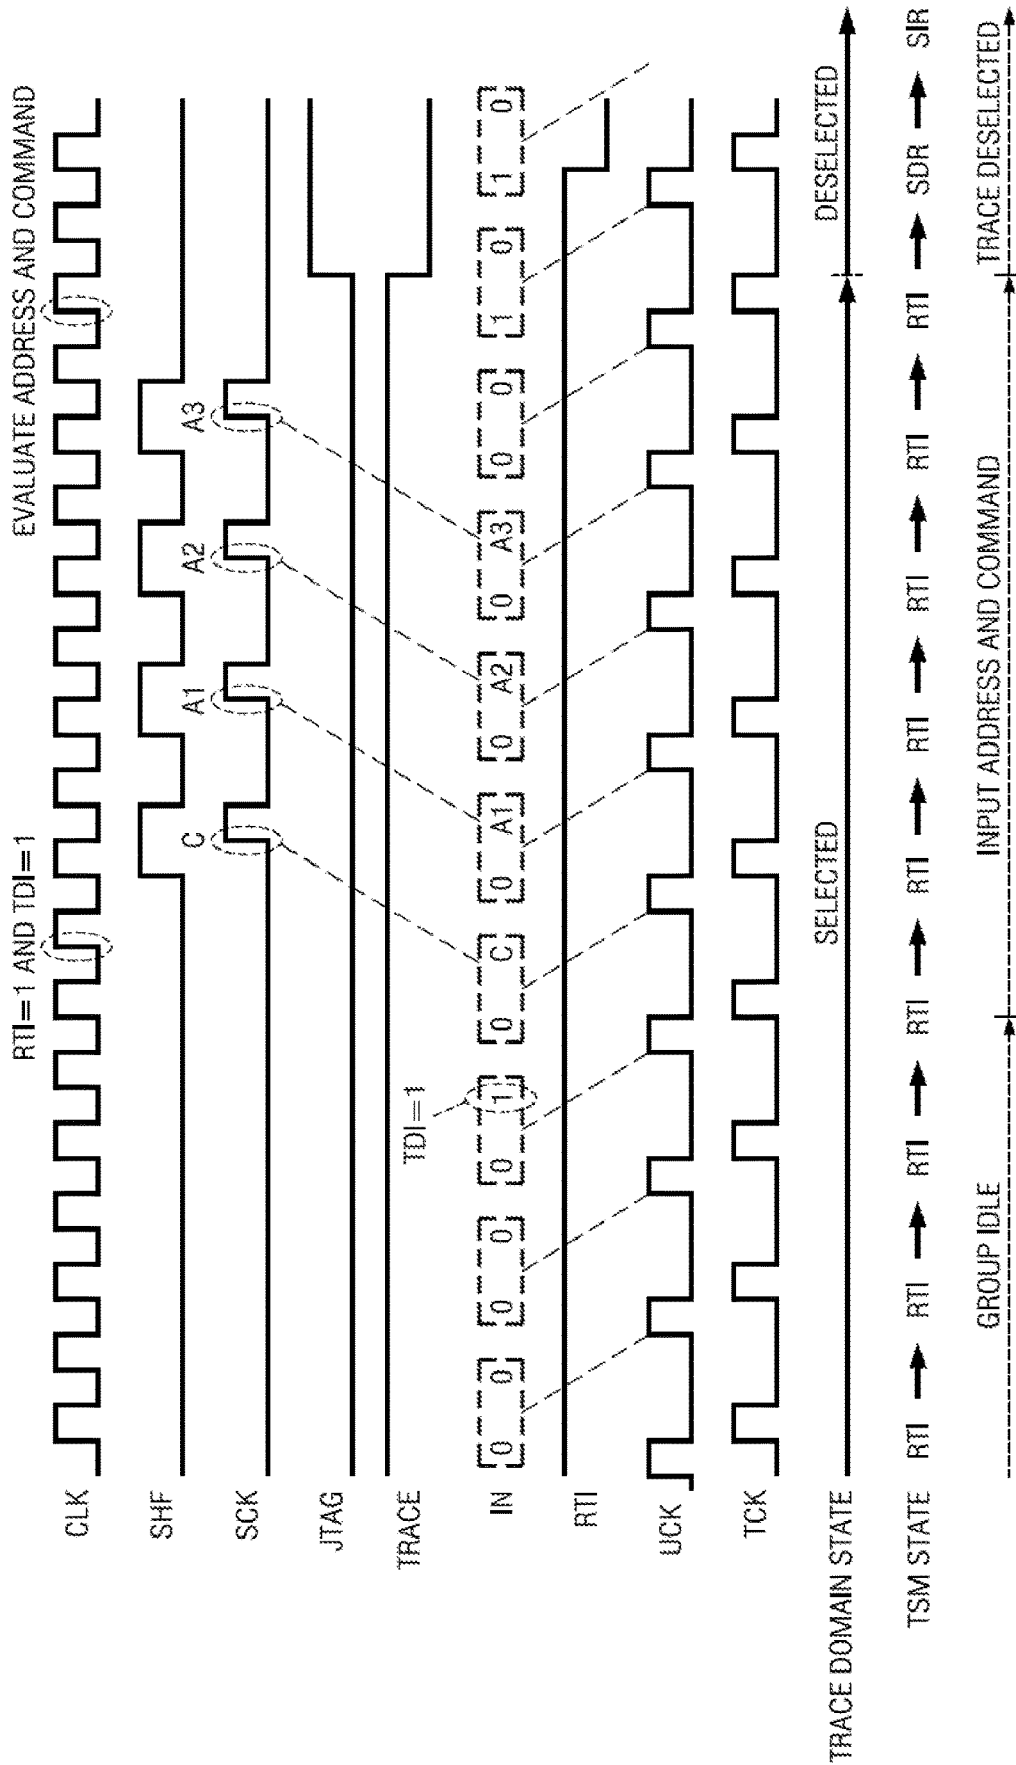 RTI=1 AND TDI=1 EVALUATE ADDRESS AND COMMAND
CLK
SHF
C A1 A2 A3
SCK
JTAG
TRACE
TDI=1
IN 0 0 0 0 0 1 0 C 0 A1 0 A2 0 A3 0 0 1 0 1 0
RTI
UCK
TCK
TRACE DOMAIN STATE SELECTED DESELECTED
TSM STATE RTI RTI RTI RTI RTI RTI RTI RTI RTI SDR SIR
GROUP IDLE INPUT ADDRESS AND COMMAND TRACE DESELECTED